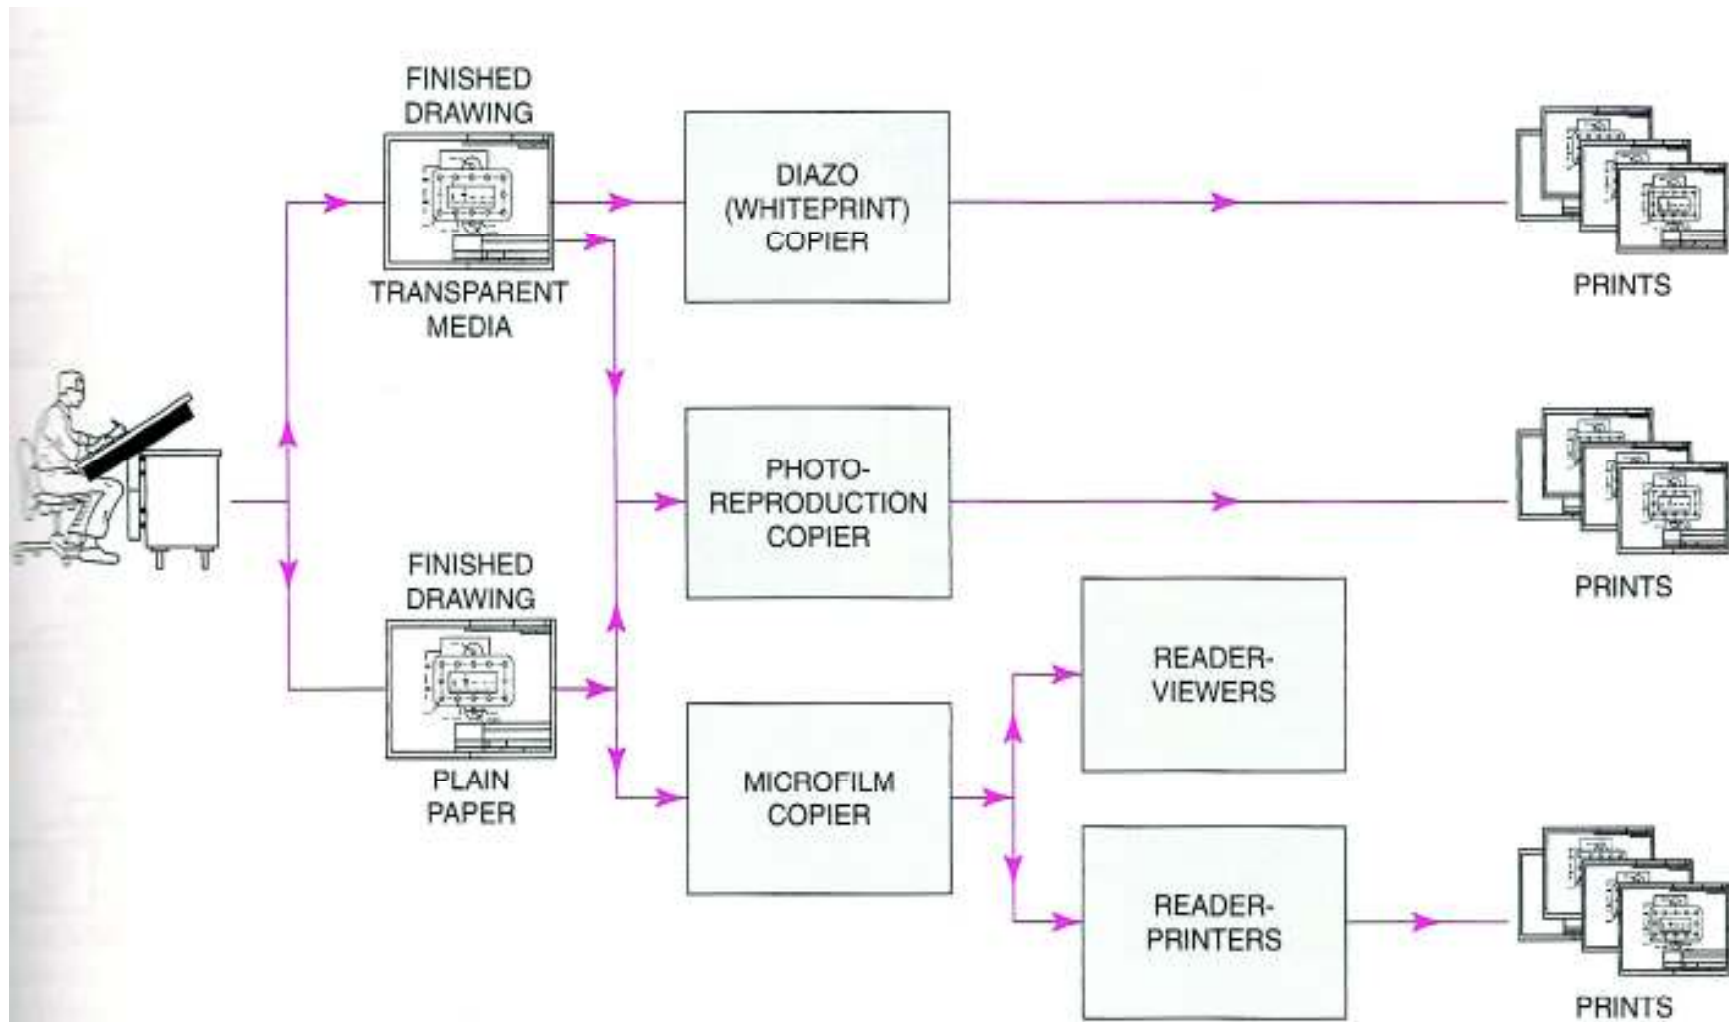 FINISHED
DRAWING
TRANSPARENT
MEDIA
DIAZO
(WHITEPRINT)
COPIER
PRINTS
PHOTO-
REPRODUCTION
COPIER
PRINTS
FINISHED
DRAWING
PLAIN
PAPER
MICROFILM
COPIER
READER-
VIEWERS
READER-
PRINTERS
PRINTS